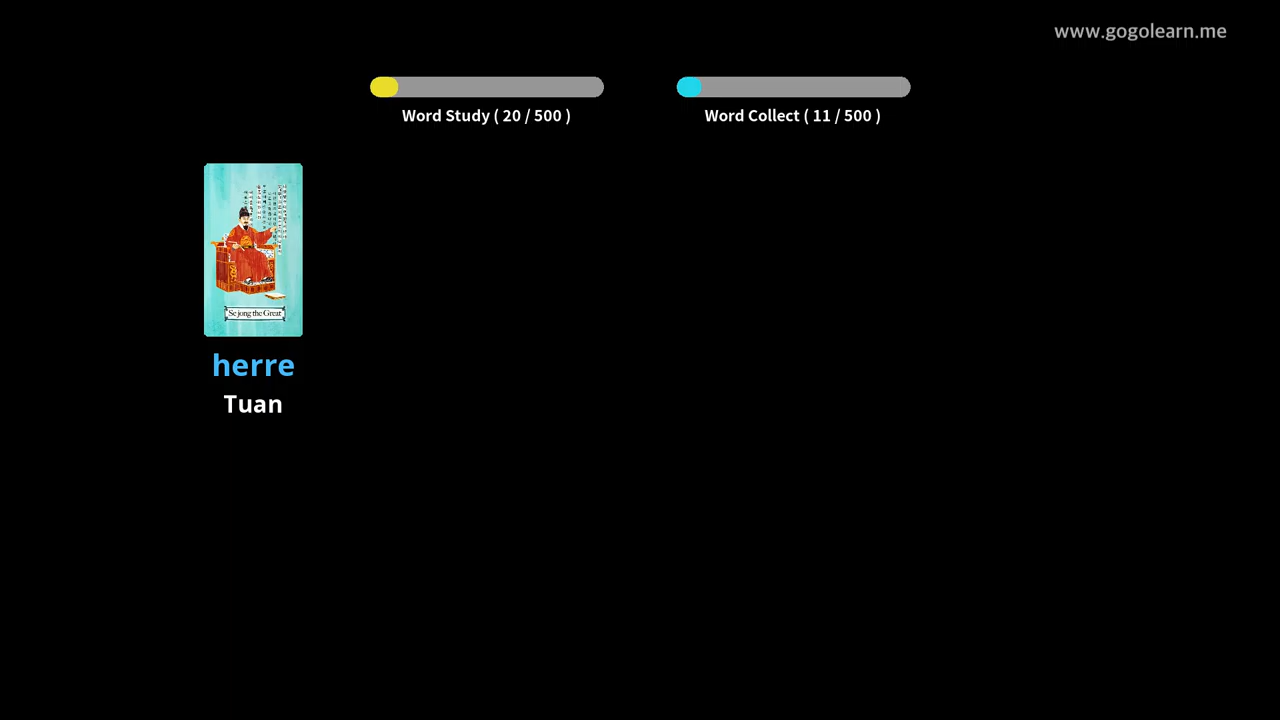 www.gogolearn.me
Word Study ( 20 / 500 )
Word Collect ( 11 / 500 )
Sejong the Great
herre
Tuan